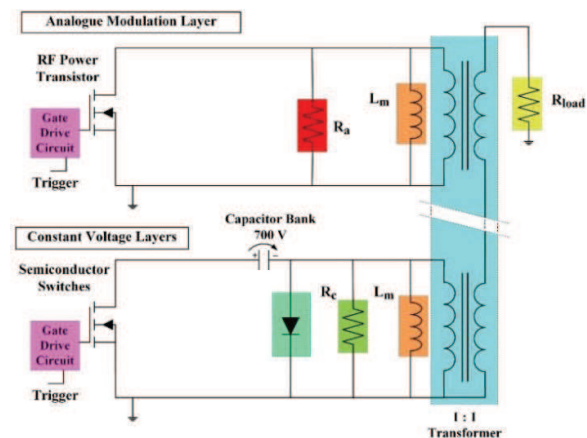 Analogue Modulation Layer
RF Power
Transistor
Gate
Drive
Circuit
Trigger
Ra
Lm
Rload
Constant Voltage Layers
Capacitor Bank
700 V
+ −
Semiconductor
Switches
Gate
Drive
Circuit
Trigger
Rc
Lm
1 : 1
Transformer